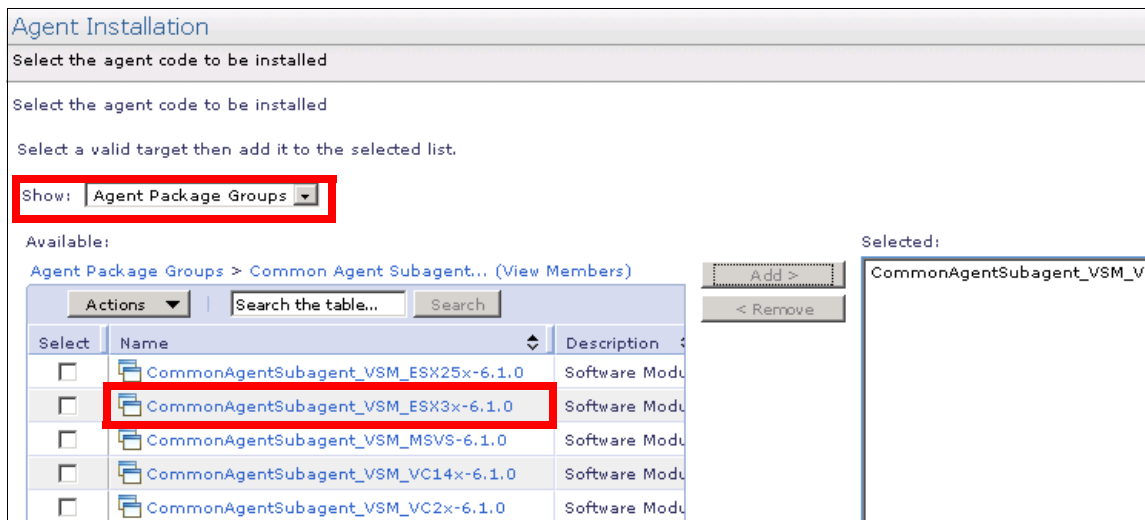 Agent Installation
Select the agent code to be installed
Select the agent code to be installed
Select a valid target then add it to the selected list.
Show: Agent Package Groups
Available:
Agent Package Groups > Common Agent Subagent... (View Members)
Actions Search the table... Search
Select Name Description
CommonAgentSubagent_VSM_ESX25x-6.1.0 Software Modu
CommonAgentSubagent_VSM_ESX3x-6.1.0 Software Modu
CommonAgentSubagent_VSM_MSVS-6.1.0 Software Modu
CommonAgentSubagent_VSM_VC14x-6.1.0 Software Modu
CommonAgentSubagent_VSM_VC2x-6.1.0 Software Modu
Add >
< Remove
Selected:
CommonAgentSubagent_VSM_V